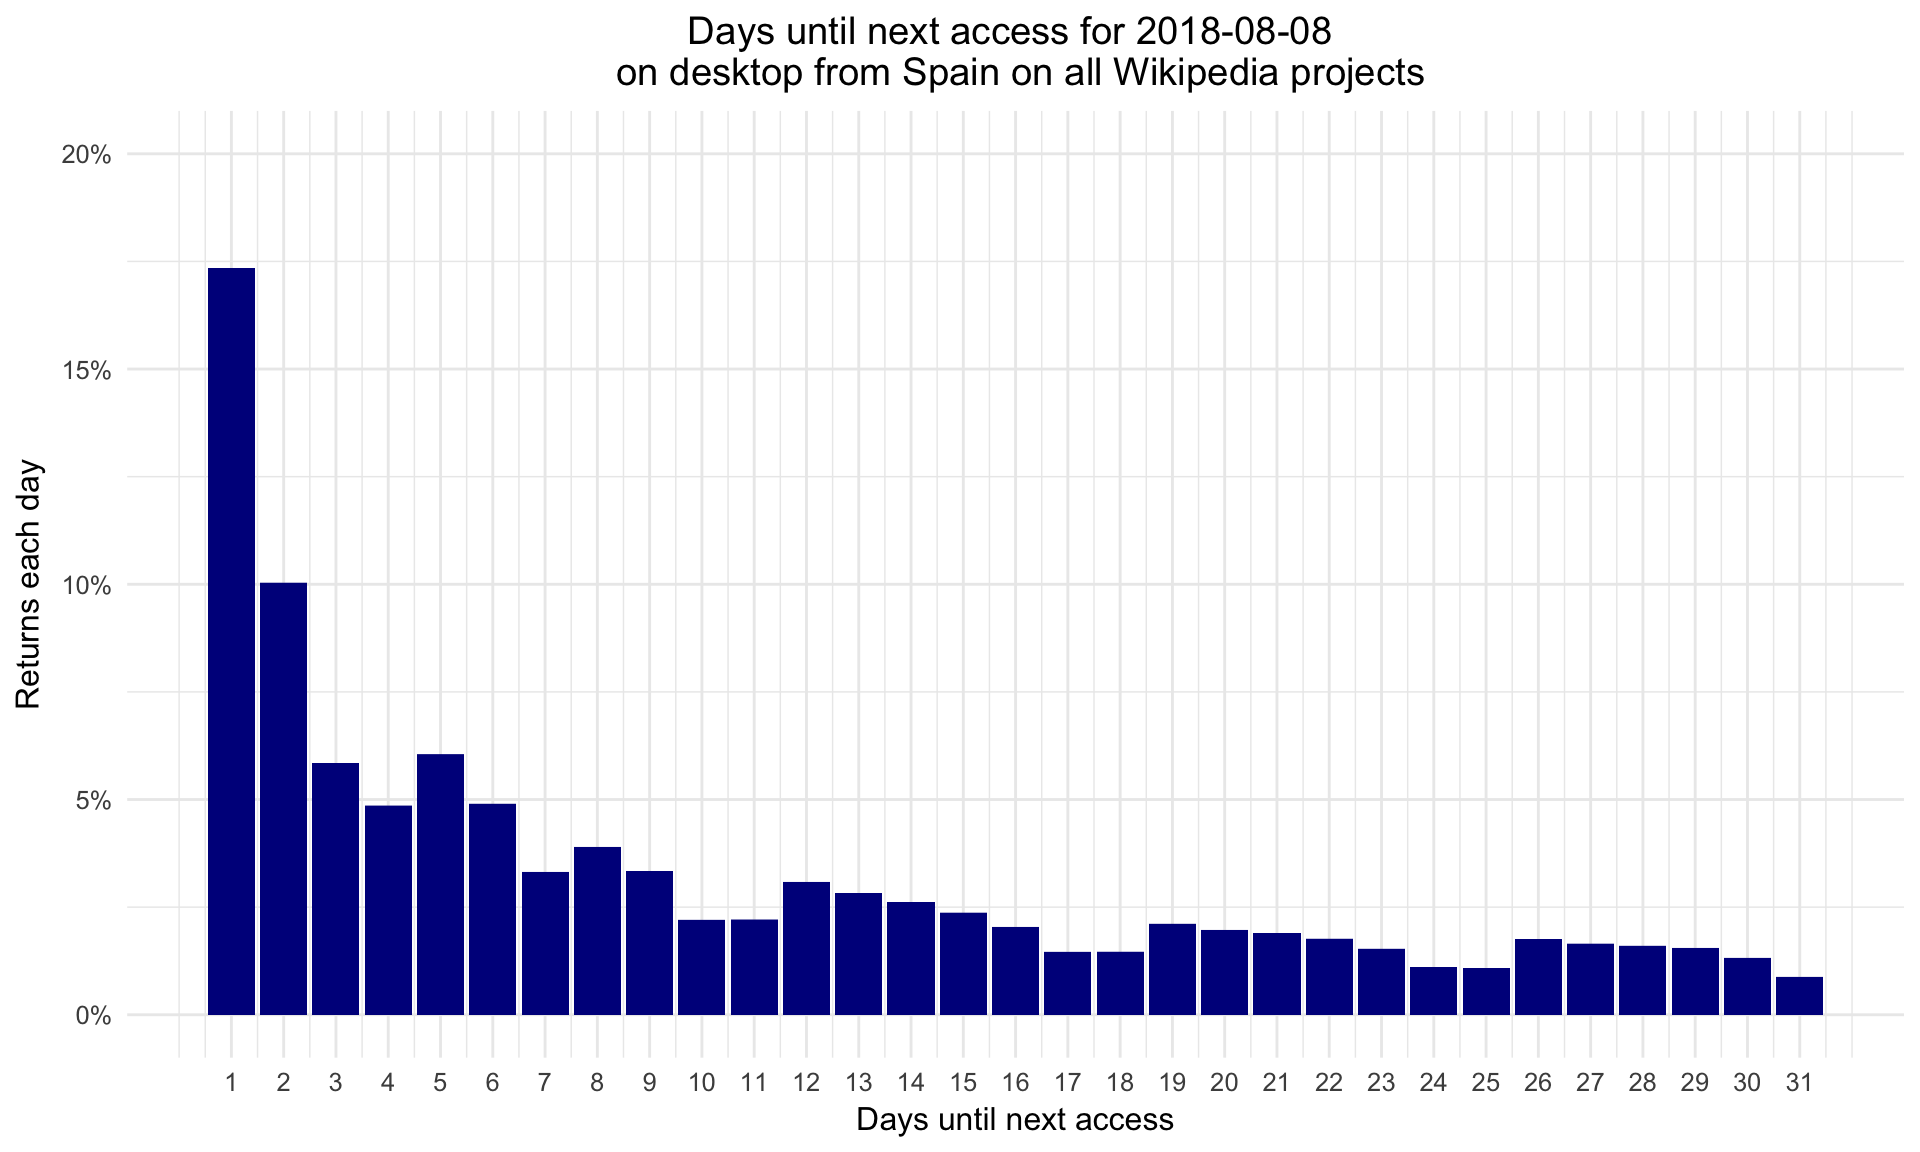 Days until next access for 2018-08-08
on desktop from Spain on all Wikipedia projects
Returns each day
20%
15%
10%
5%
0%
1 2 3 4 5 6 7 8 9 10 11 12 13 14 15 16 17 18 19 20 21 22 23 24 25 26 27 28 29 30 31
Days until next access